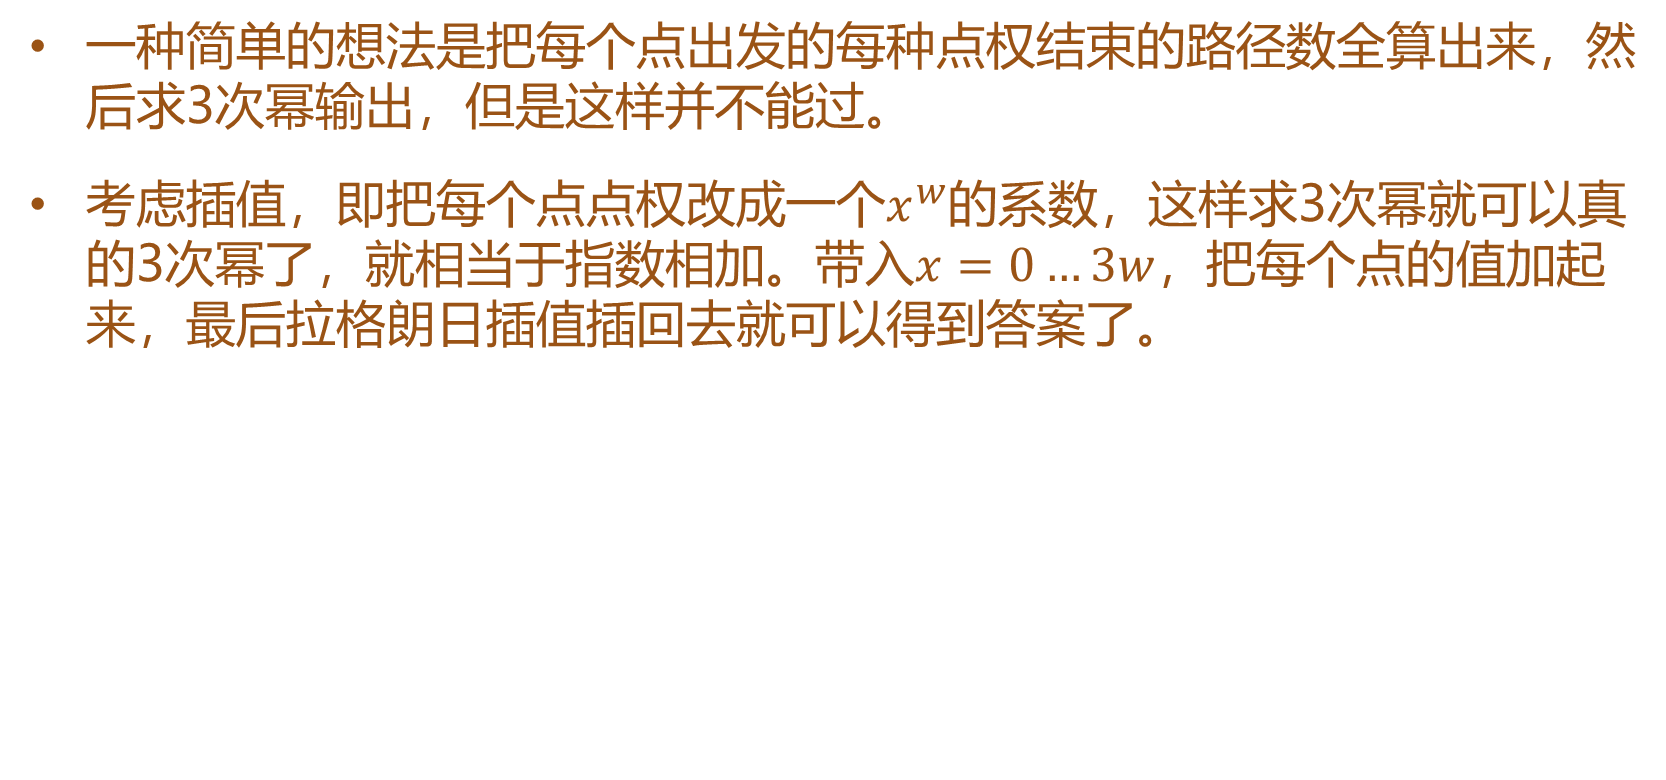 • 一种简单的想法是把每个点出发的每种点权结束的路径数全算出来，然
后求3次幂输出，但是这样并不能过。
• 考虑插值，即把每个点点权改成一个$x^w$的系数，这样求3次幂就可以真
的3次幂了，就相当于指数相加。带入$x = 0 … 3w$，把每个点的值加起
来，最后拉格朗日插值插回去就可以得到答案了。